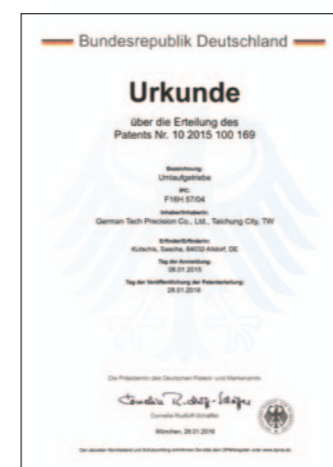 Bundesrepublik Deutschland
Urkunde
über die Erteilung des
Patents Nr. 10 2015 100 169
Bezeichnung:
Umlaufgetriebe
IPC:
F16H 57/04
Inhaber/Inhaberin:
German Tech Precision Co., Ltd., Taichung City, TW
Erfinder/Erfinderin:
Kutschis, Sascha, 84032 Altdorf, DE
Tag der Anmeldung:
08.01.2015
Tag der Veröffentlichung der Patenterteilung:
28.01.2016
Die Präsidentin des Deutschen Patent- und Markenamts
Cornelia Rudloff-Schäffer
München, 28.01.2016